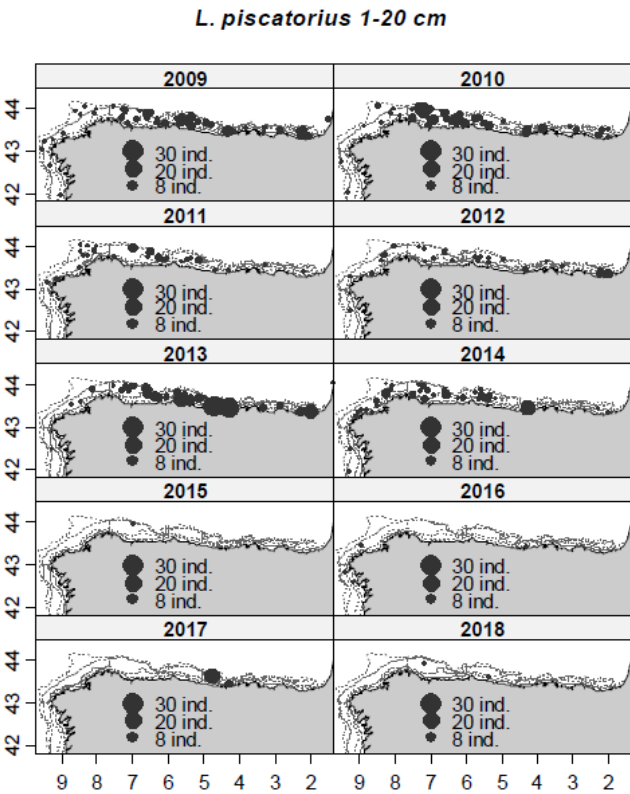 L. piscatorius 1-20 cm
2009 2010
44
43
42
30 ind. 30 ind.
20 ind. 20 ind.
8 ind. 8 ind.
2011 2012
44
43
42
30 ind. 30 ind.
20 ind. 20 ind.
8 ind. 8 ind.
2013 2014
44
43
42
30 ind. 30 ind.
20 ind. 20 ind.
8 ind. 8 ind.
2015 2016
44
43
42
30 ind. 30 ind.
20 ind. 20 ind.
8 ind. 8 ind.
2017 2018
44
43
42
30 ind. 30 ind.
20 ind. 20 ind.
8 ind. 8 ind.
9 8 7 6 5 4 3 2 9 8 7 6 5 4 3 2